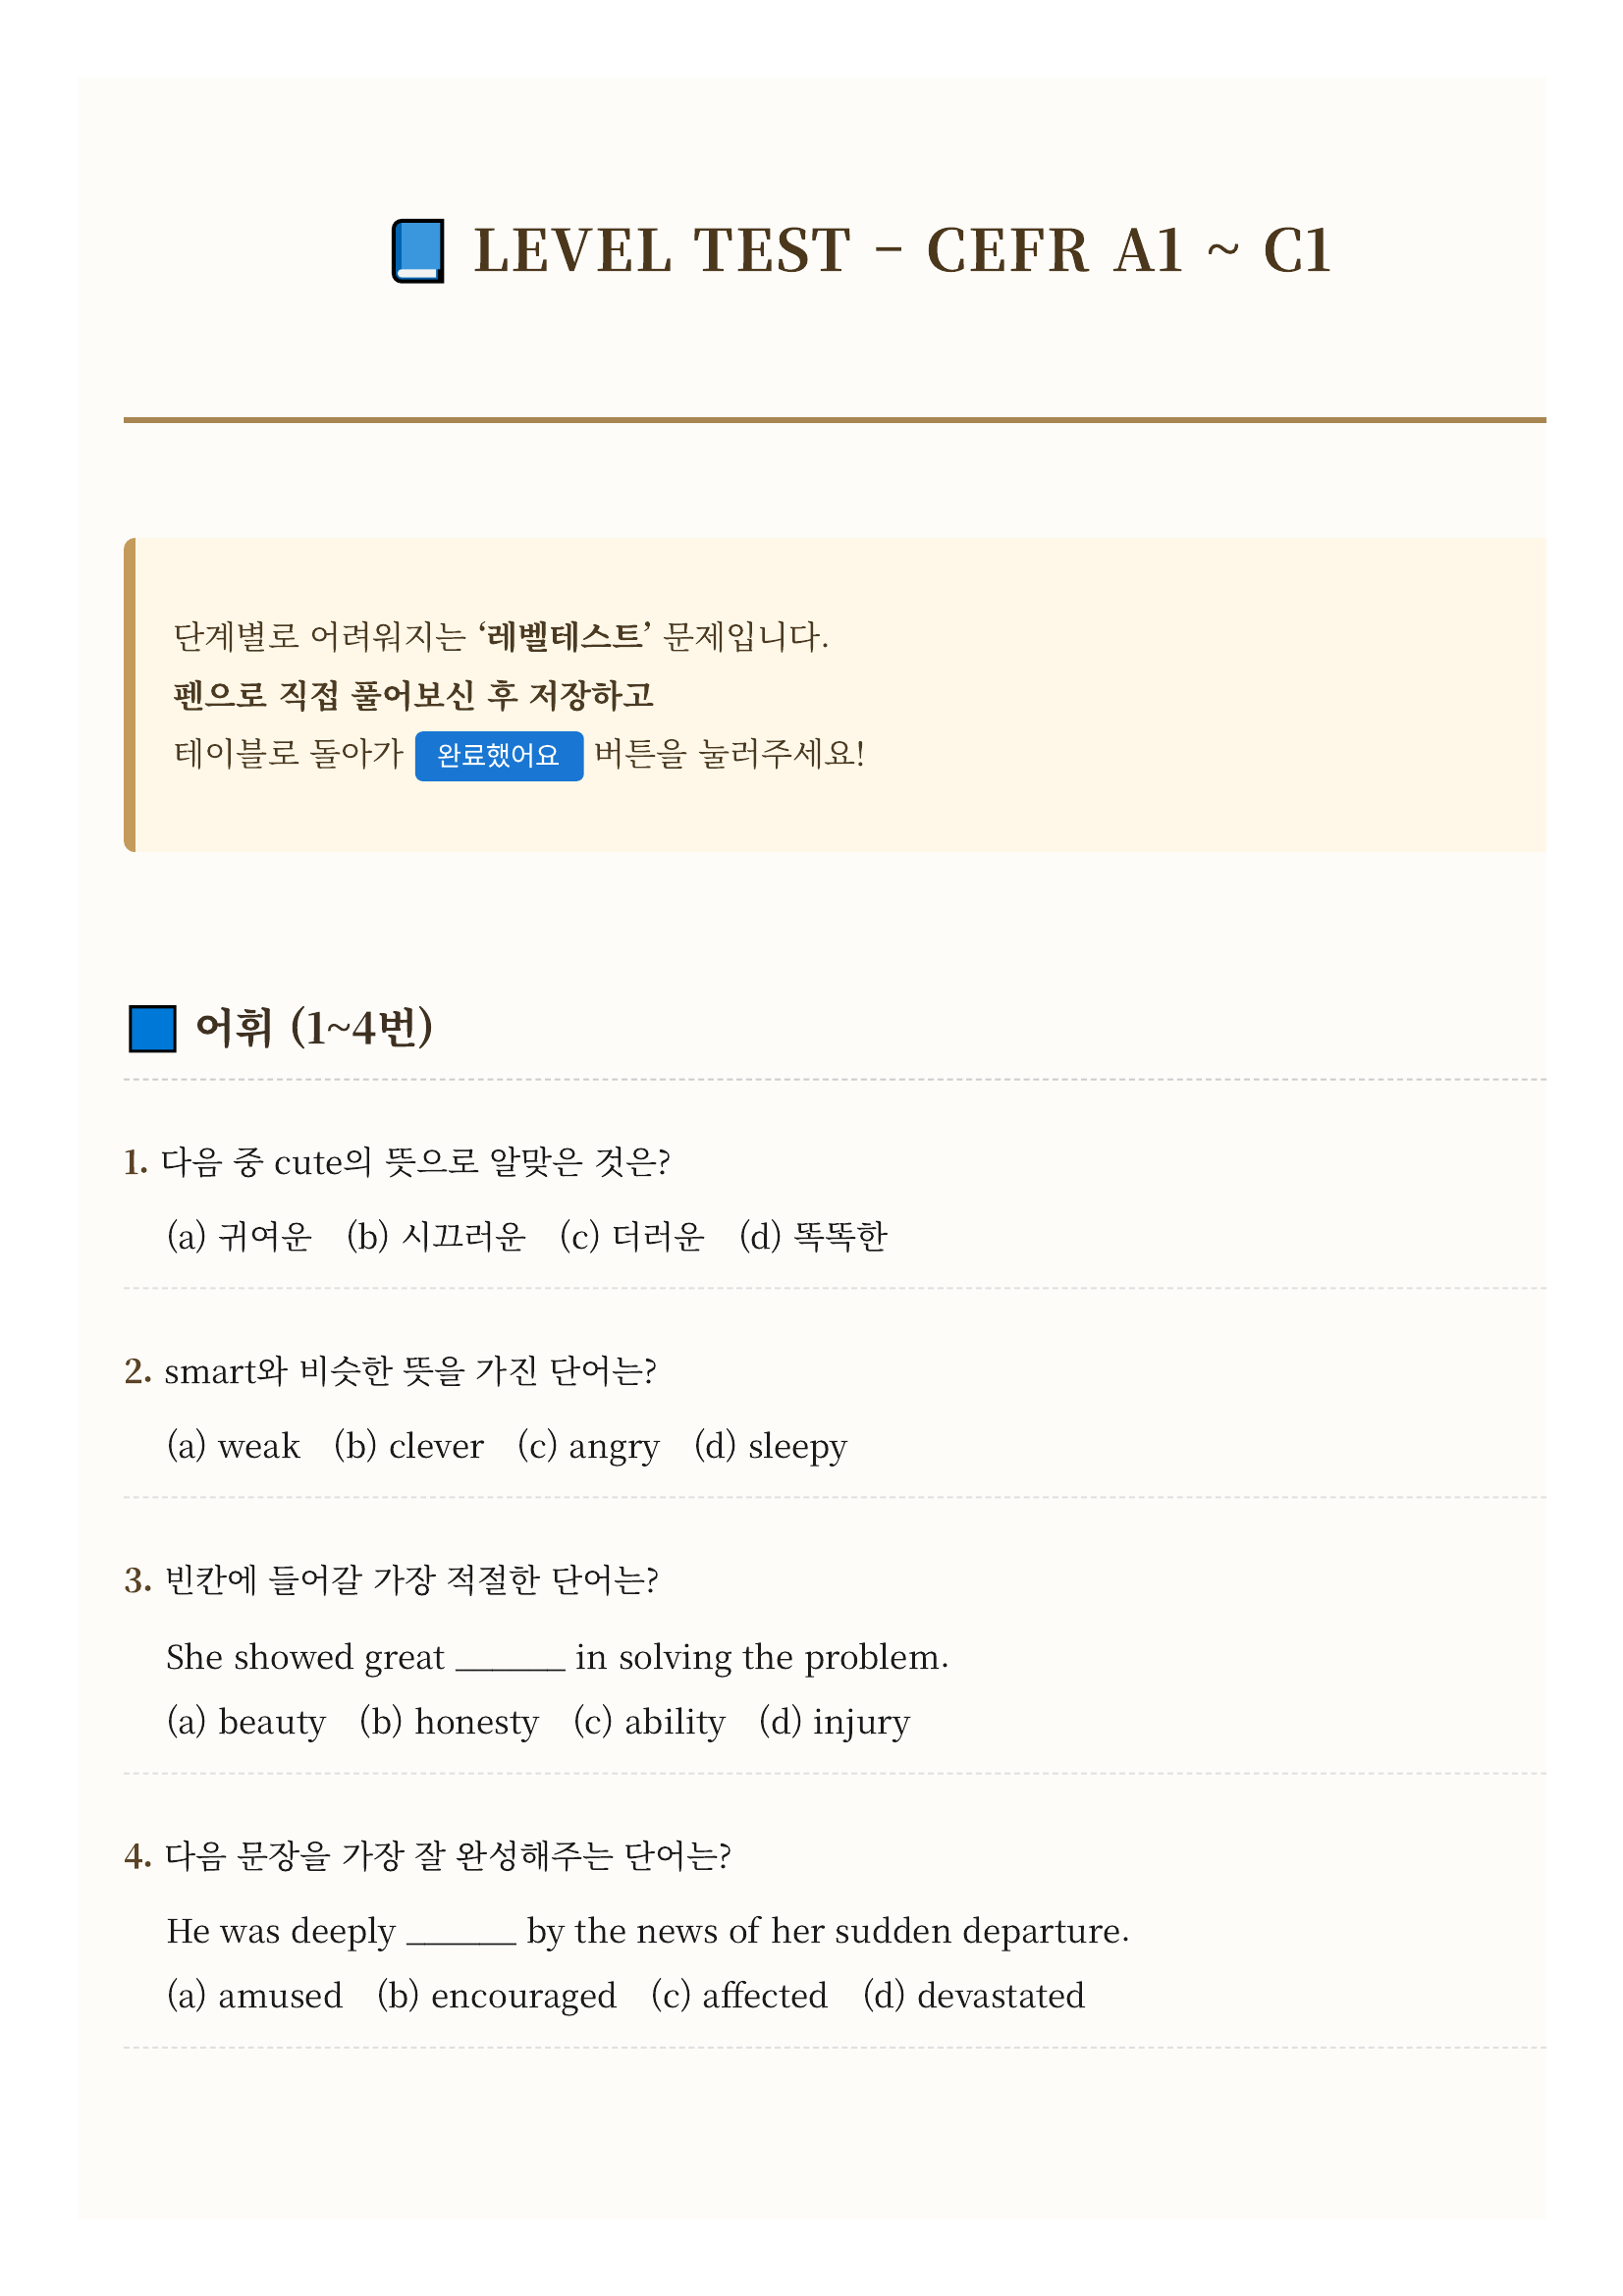 📘 LEVEL TEST – CEFR A1 ~ C1
단계별로 어려워지는 ‘레벨테스트’ 문제입니다.
펜으로 직접 풀어보신 후 저장하고
테이블로 돌아가 완료했어요 버튼을 눌러주세요!
🟦 어휘 (1~4번)
1. 다음 중 cute의 뜻으로 알맞은 것은?
(a) 귀여운 (b) 시끄러운 (c) 더러운 (d) 똑똑한
2. smart와 비슷한 뜻을 가진 단어는?
(a) weak (b) clever (c) angry (d) sleepy
3. 빈칸에 들어갈 가장 적절한 단어는?
She showed great ______ in solving the problem.
(a) beauty (b) honesty (c) ability (d) injury
4. 다음 문장을 가장 잘 완성해주는 단어는?
He was deeply ______ by the news of her sudden departure.
(a) amused (b) encouraged (c) affected (d) devastated